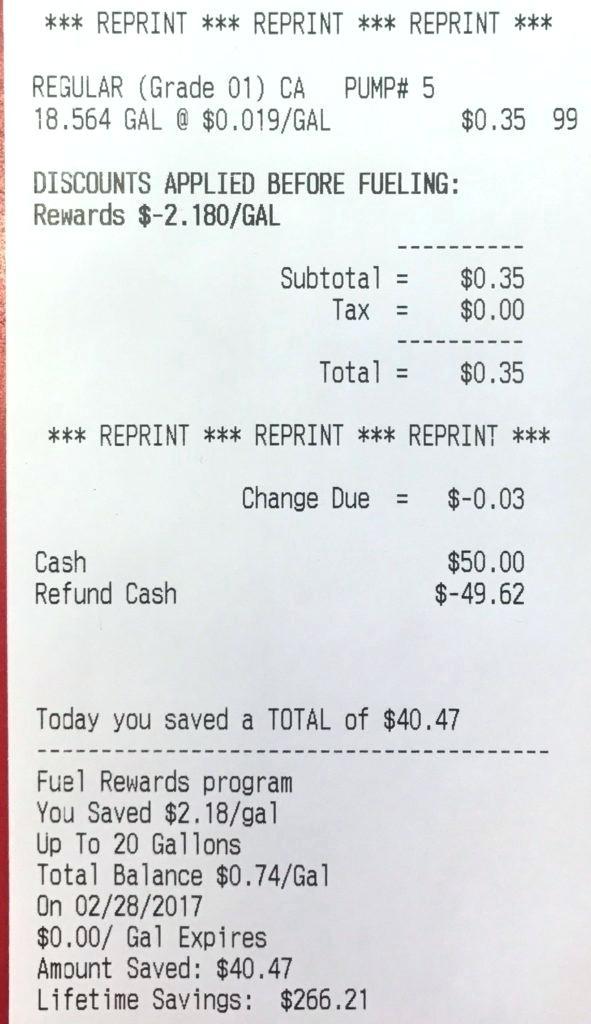 *** REPRINT *** REPRINT *** REPRINT ***
REGULAR (Grade 01) CA PUMP# 5
18.564 GAL @ $0.019/GAL $0.35 99
DISCOUNTS APPLIED BEFORE FUELING:
Rewards $-2.180/GAL
----------
Subtotal = $0.35
Tax = $0.00
----------
Total = $0.35
*** REPRINT *** REPRINT *** REPRINT ***
Change Due = $-0.03
Cash $50.00
Refund Cash $-49.62
Today you saved a TOTAL of $40.47
----------------------------------------
Fuel Rewards program
You Saved $2.18/gal
Up To 20 Gallons
Total Balance $0.74/Gal
On 02/28/2017
$0.00/ Gal Expires
Amount Saved: $40.47
Lifetime Savings: $266.21